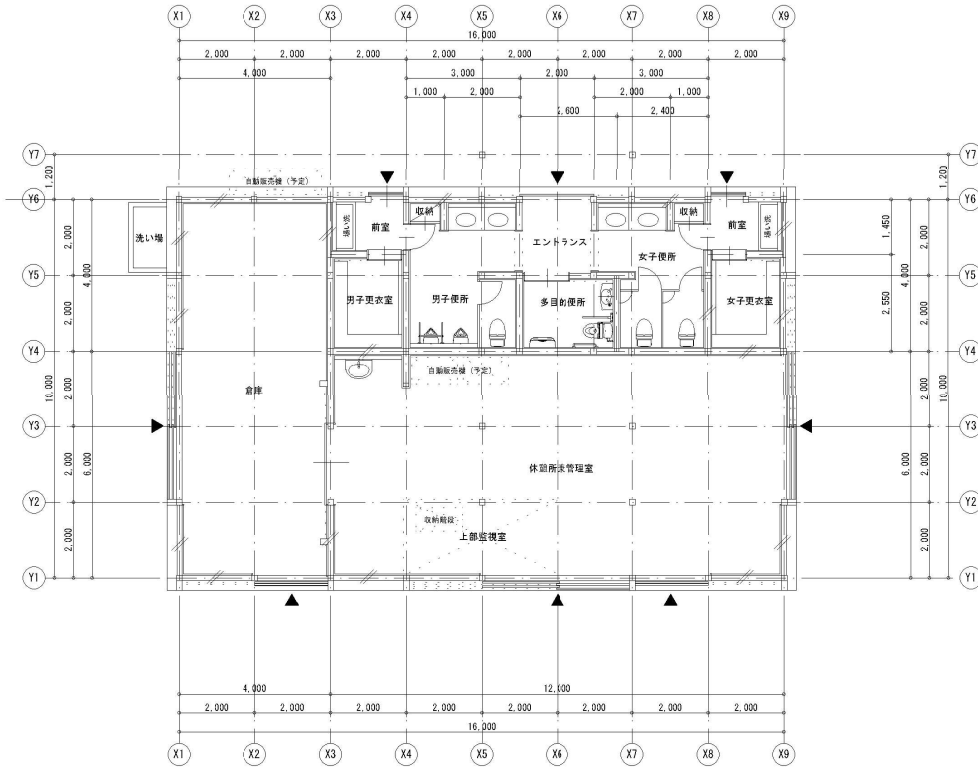 X1 X2 X3 X4 X5 X6 X7 X8 X9
16,000
2,000 2,000 2,000 2,000 2,000 2,000 2,000 2,000
4,000 3,000 2,000 3,000
1,000 2,000 2,000 1,000
2,400
Y7 Y7
1,200 1,200
自動販売機（予定）
Y6 Y6
洗い場 前室 収納 エントランス 収納 前室
女子便所
2,000 4,000 1,450 2,000 4,000
Y5 Y5
男子更衣室 男子便所 多目的便所 女子更衣室
2,000 2,550 2,000
Y4 Y4
自動販売機（予定）
倉庫
2,000 10,000 2,000 10,000
Y3 Y3
休憩所兼管理室
2,000 6,000 6,000 2,000
Y2 Y2
収納階段
上部監視室
2,000 2,000
Y1 Y1
4,000 12,000
2,000 2,000 2,000 2,000 2,000 2,000 2,000 2,000
16,000
X1 X2 X3 X4 X5 X6 X7 X8 X9